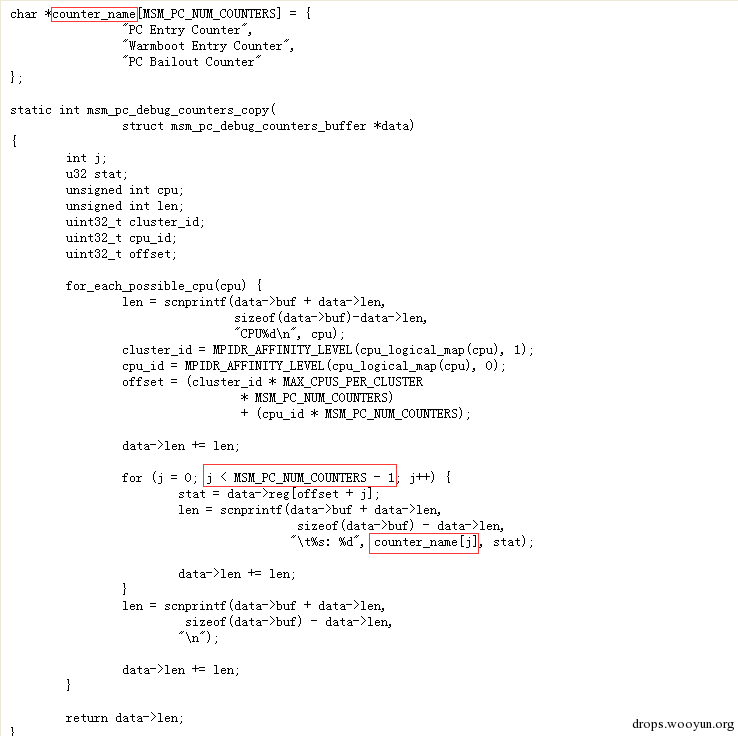 char *counter_name[MSM_PC_NUM_COUNTERS] = {
                "PC Entry Counter",
                "Warmboot Entry Counter",
                "PC Bailout Counter"
};

static int msm_pc_debug_counters_copy(
                struct msm_pc_debug_counters_buffer *data)
{
        int j;
        u32 stat;
        unsigned int cpu;
        unsigned int len;
        uint32_t cluster_id;
        uint32_t cpu_id;
        uint32_t offset;

        for_each_possible_cpu(cpu) {
                len = scnprintf(data->buf + data->len,
                                sizeof(data->buf)-data->len,
                                "CPU%d\n", cpu);
                cluster_id = MPIDR_AFFINITY_LEVEL(cpu_logical_map(cpu), 1);
                cpu_id = MPIDR_AFFINITY_LEVEL(cpu_logical_map(cpu), 0);
                offset = (cluster_id * MAX_CPUS_PER_CLUSTER
                                 * MSM_PC_NUM_COUNTERS)
                                 + (cpu_id * MSM_PC_NUM_COUNTERS);

                data->len += len;

                for (j = 0; j < MSM_PC_NUM_COUNTERS - 1; j++) {
                        stat = data->reg[offset + j];
                        len = scnprintf(data->buf + data->len,
                                         sizeof(data->buf) - data->len,
                                        "\t%s: %d", counter_name[j], stat);

                        data->len += len;
                }
                len = scnprintf(data->buf + data->len,
                         sizeof(data->buf) - data->len,
                        "\n");

                data->len += len;
        }

        return data->len;
}
drops.wooyun.org